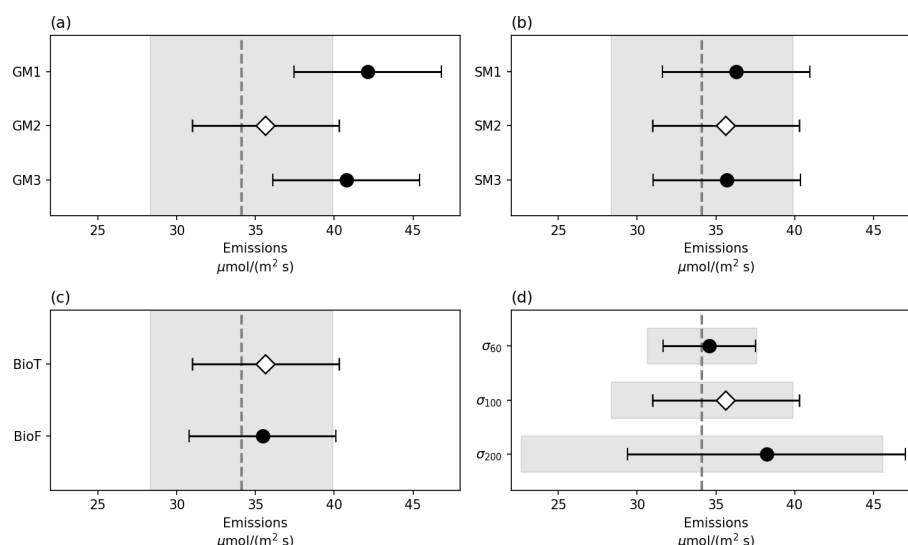 (a)
GM1
GM2
GM3
25 30 35 40 45
Emissions
μmol/(m² s)
(b)
SM1
SM2
SM3
25 30 35 40 45
Emissions
μmol/(m² s)
(c)
BioT
BioF
25 30 35 40 45
Emissions
μmol/(m² s)
(d)
σ₆₀
σ₁₀₀
σ₂₀₀
25 30 35 40 45
Emissions
μmol/(m² s)